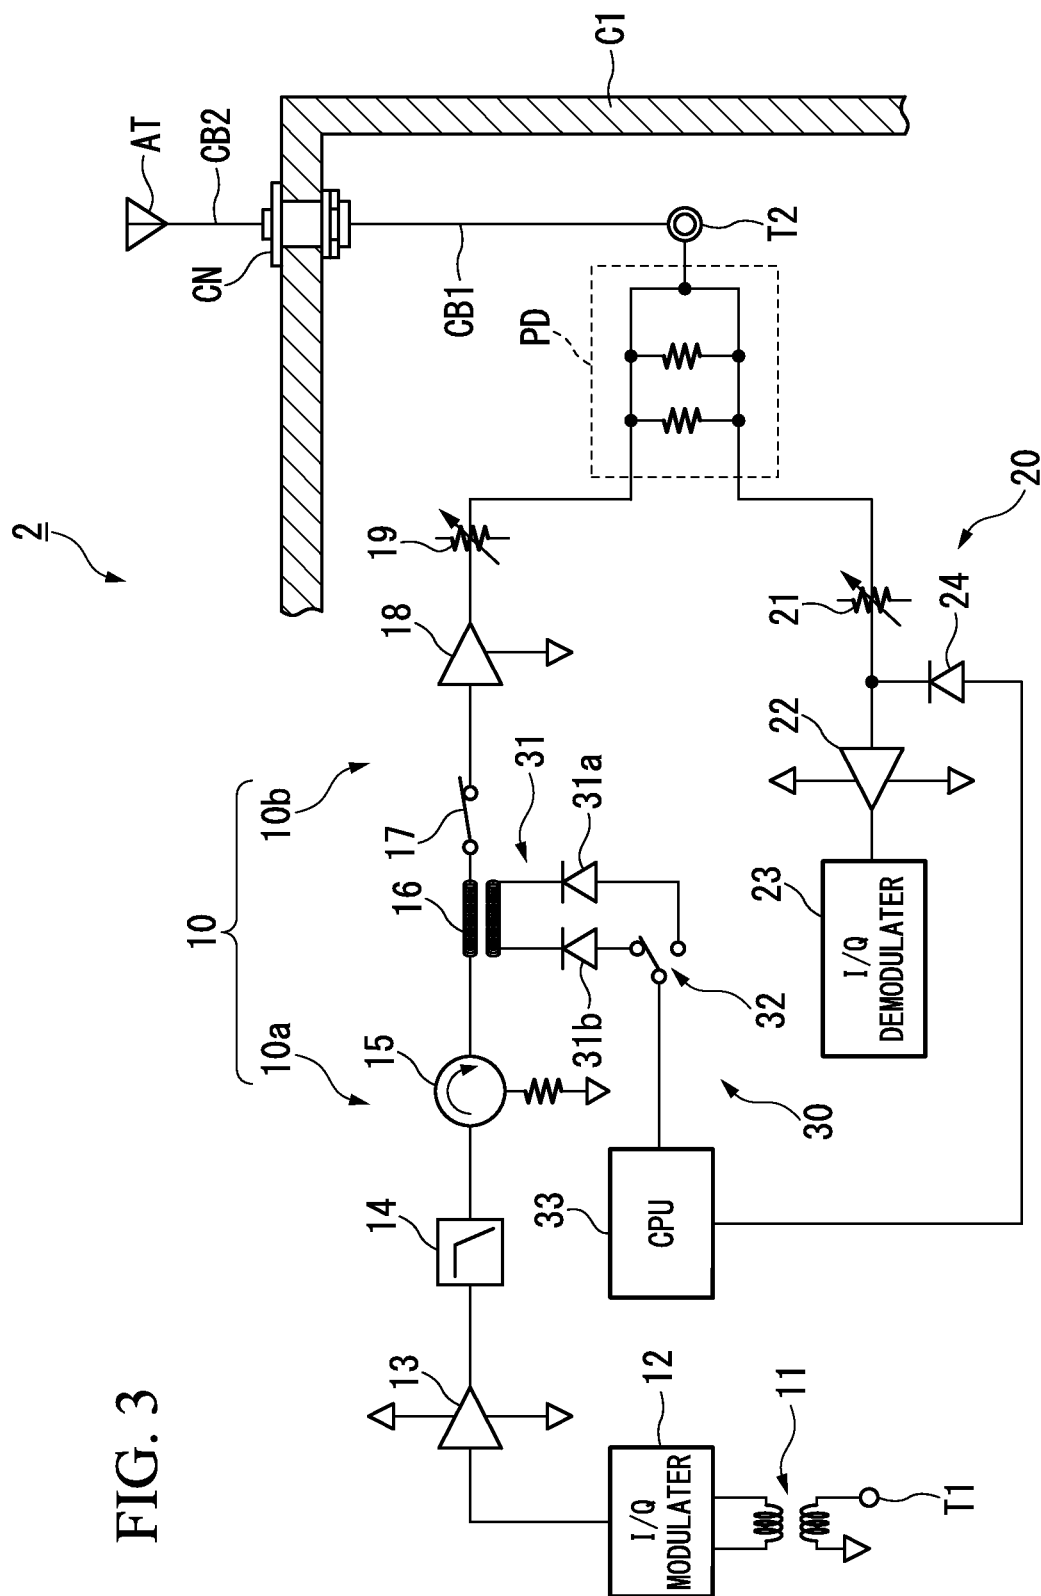 FIG. 3
2
10
10a
10b
AT
CB2
CN
C1
CB1
T2
PD
13
14
15
16
17
18
19
31
31a
31b
32
30
33
CPU
12
I/Q
MODULATER
11
T1
20
21
22
24
23
I/Q
DEMODULATER